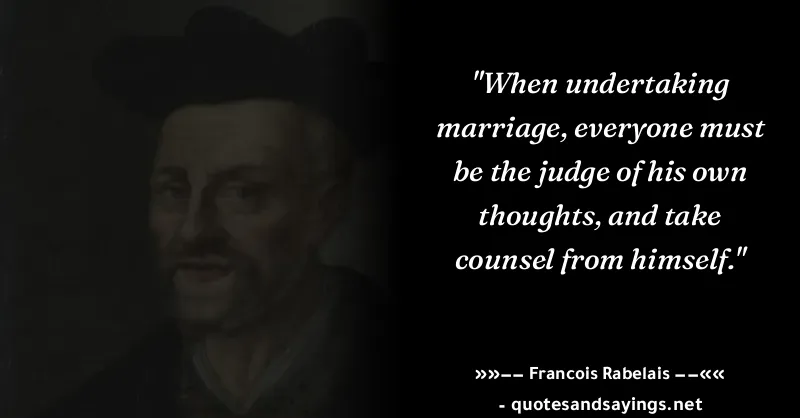 "When undertaking
marriage, everyone must
be the judge of his own
thoughts, and take
counsel from himself."
»»−− Francois Rabelais −−««
- quotesandsayings.net